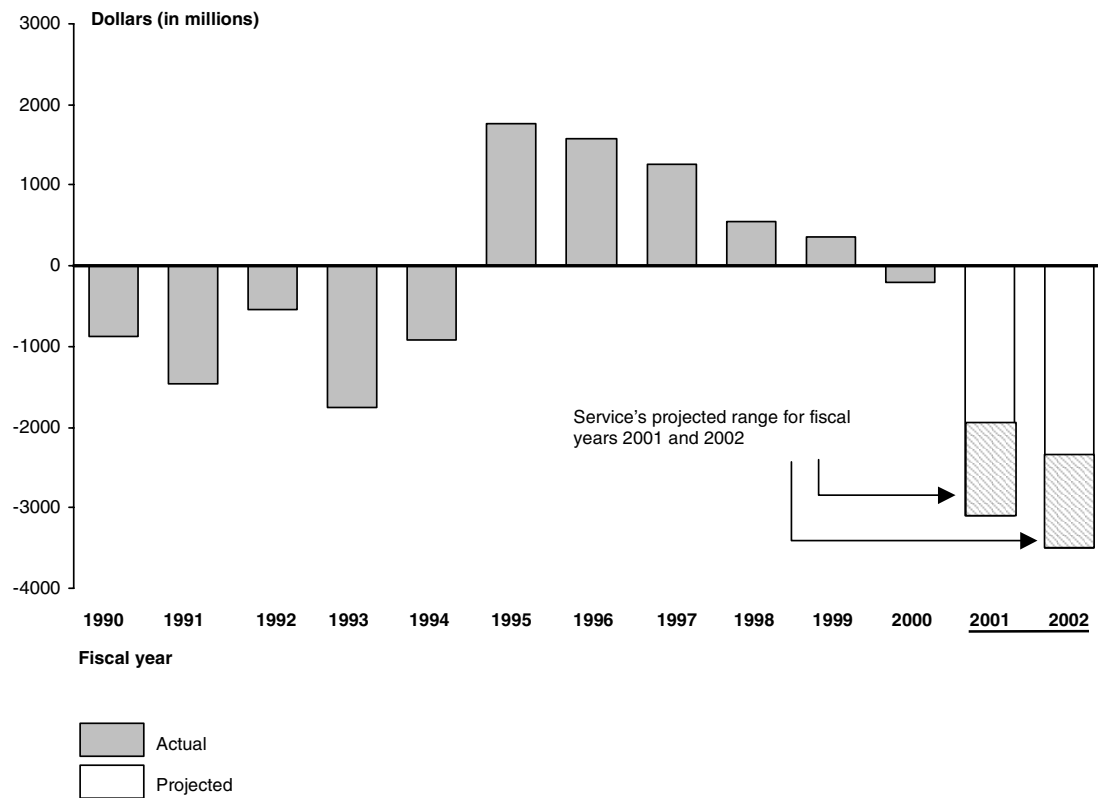 Dollars (in millions)
3000
2000
1000
0
-1000
-2000
-3000
-4000
Service’s projected range for fiscal
years 2001 and 2002
1990 1991 1992 1993 1994 1995 1996 1997 1998 1999 2000 2001 2002
Fiscal year
Actual
Projected